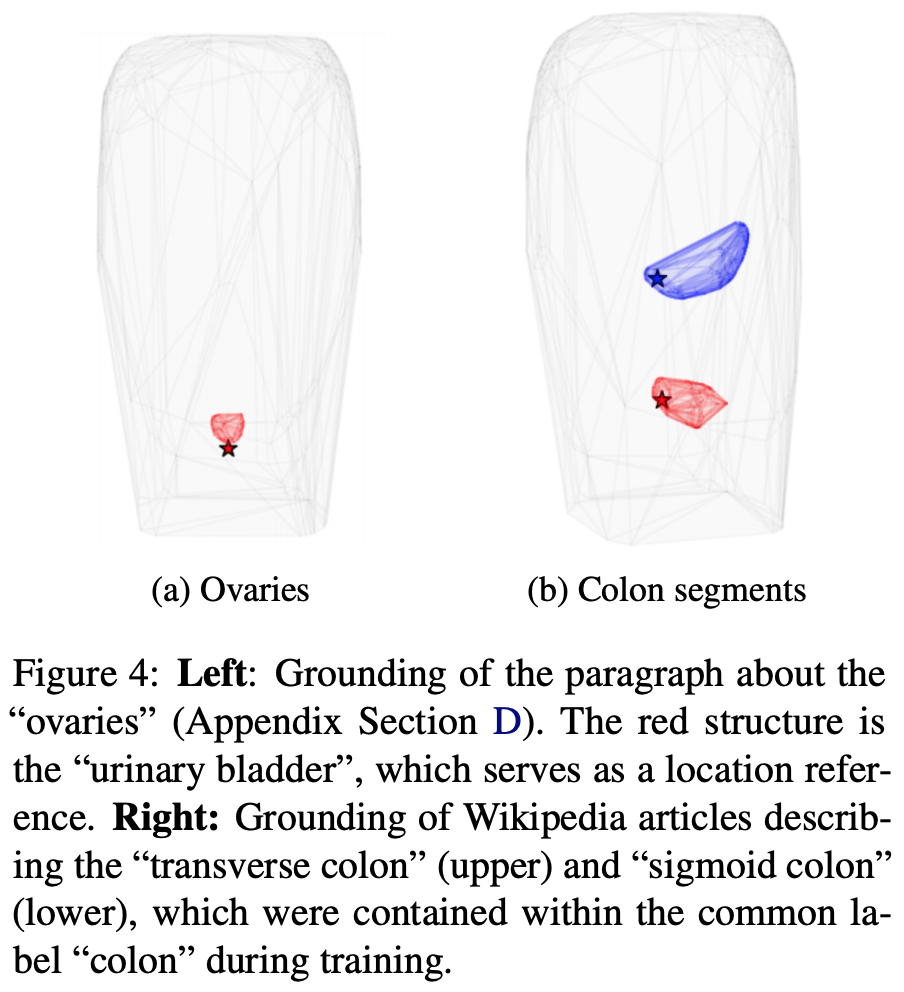 (a) Ovaries
(b) Colon segments
Figure 4: Left: Grounding of the paragraph about the
“ovaries” (Appendix Section D). The red structure is
the “urinary bladder”, which serves as a location refer-
ence. Right: Grounding of Wikipedia articles describ-
ing the “transverse colon” (upper) and “sigmoid colon”
(lower), which were contained within the common la-
bel “colon” during training.